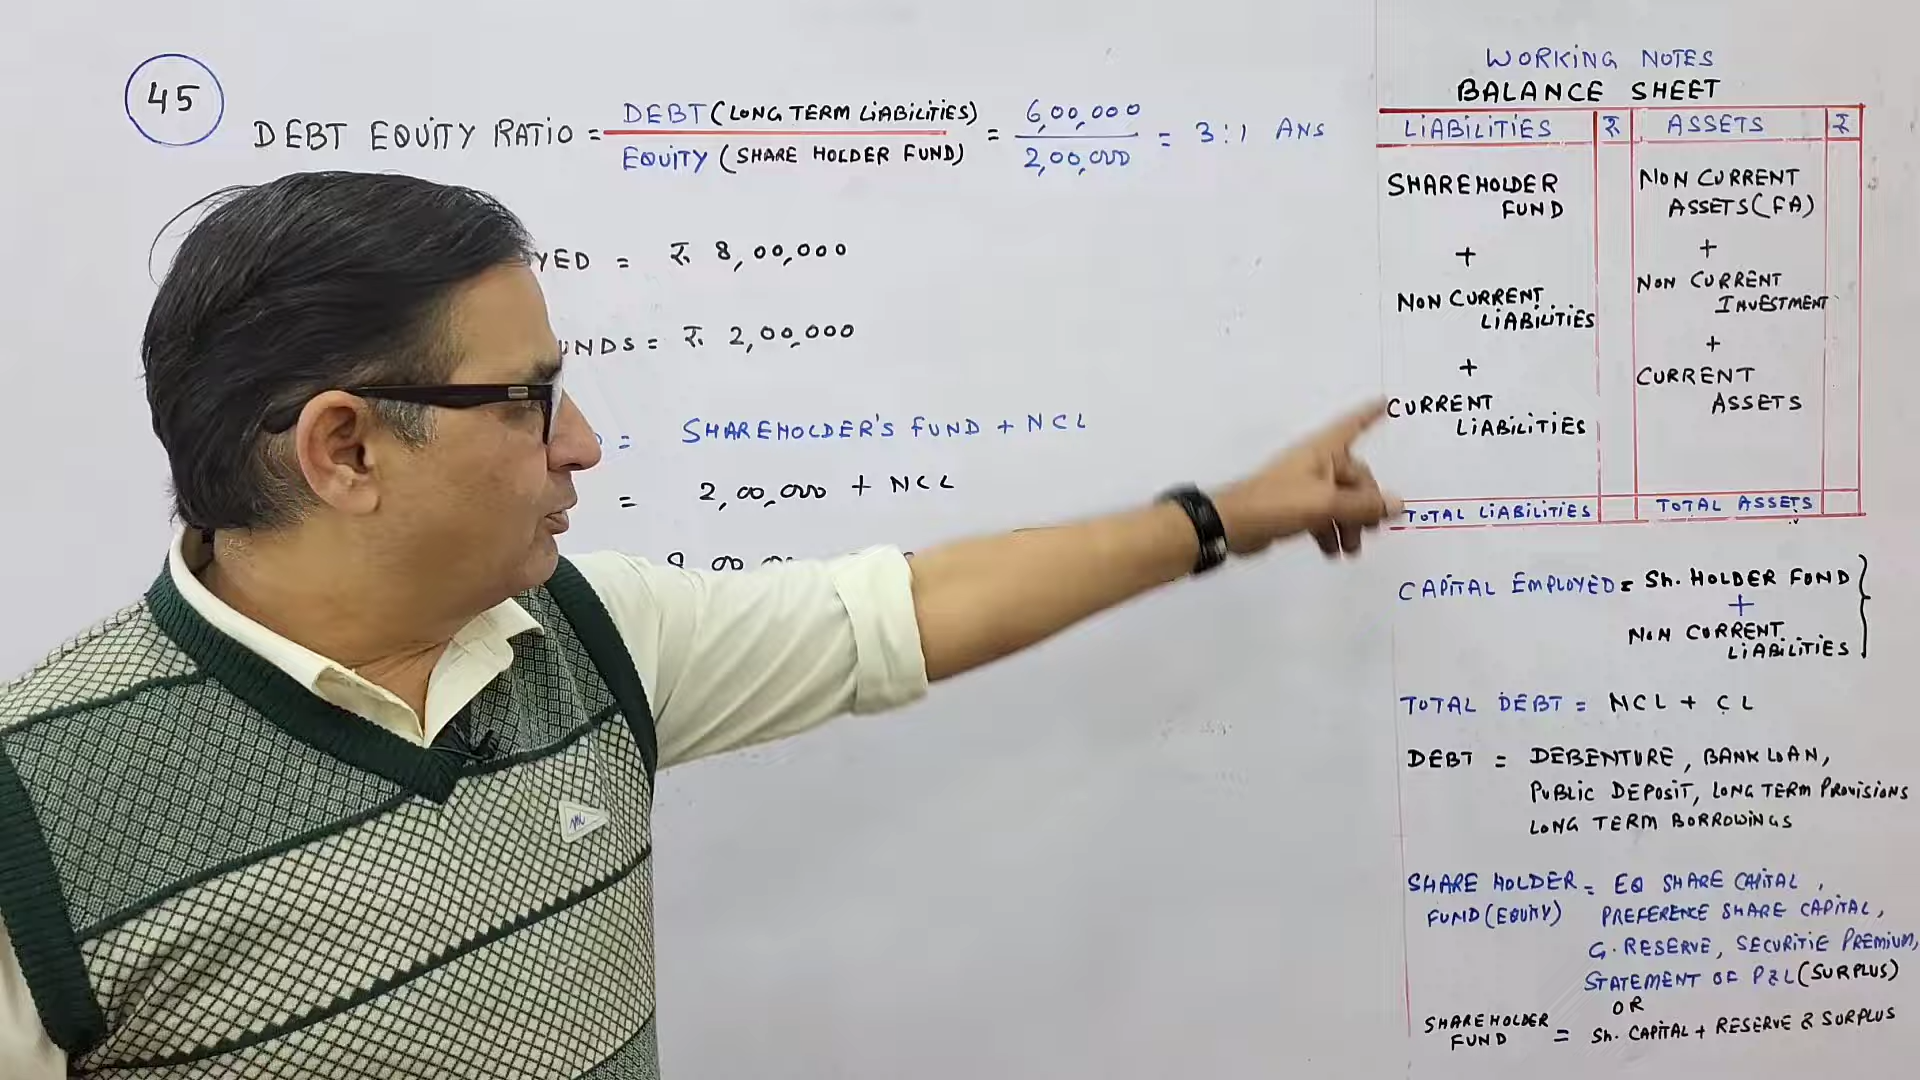 45
DEBT EQUITY RATIO = DEBT (LONG TERM LIABILITIES) / EQUITY (SHARE HOLDER FUND) = 6,00,000 / 2,00,000 = 3:1 ANS
YED = ₹. 8,00,000
UNDS = ₹. 2,00,000
= SHAREHOLDER'S FUND + NCL
= 2,00,000 + NCL
WORKING NOTES
BALANCE SHEET
LIABILITIES ₹ ASSETS ₹
SHAREHOLDER
FUND
+
NON CURRENT
LIABILITIES
+
CURRENT
LIABILITIES
NON CURRENT
ASSETS (FA)
+
NON CURRENT
INVESTMENT
+
CURRENT
ASSETS
TOTAL LIABILITIES TOTAL ASSETS
CAPITAL EMPLOYED = SH. HOLDER FUND
+
NON CURRENT
LIABILITIES
TOTAL DEBT = NCL + CL
DEBT = DEBENTURE, BANK LOAN,
PUBLIC DEPOSIT, LONG TERM PROVISIONS
LONG TERM BORROWINGS
SHARE HOLDER = EQ SHARE CAPITAL,
FUND (EQUITY) PREFERENCE SHARE CAPITAL,
G. RESERVE, SECURITIE PREMIUM,
STATEMENT OF P&L (SURPLUS)
OR
SHAREHOLDER FUND = SH. CAPITAL + RESERVE & SURPLUS